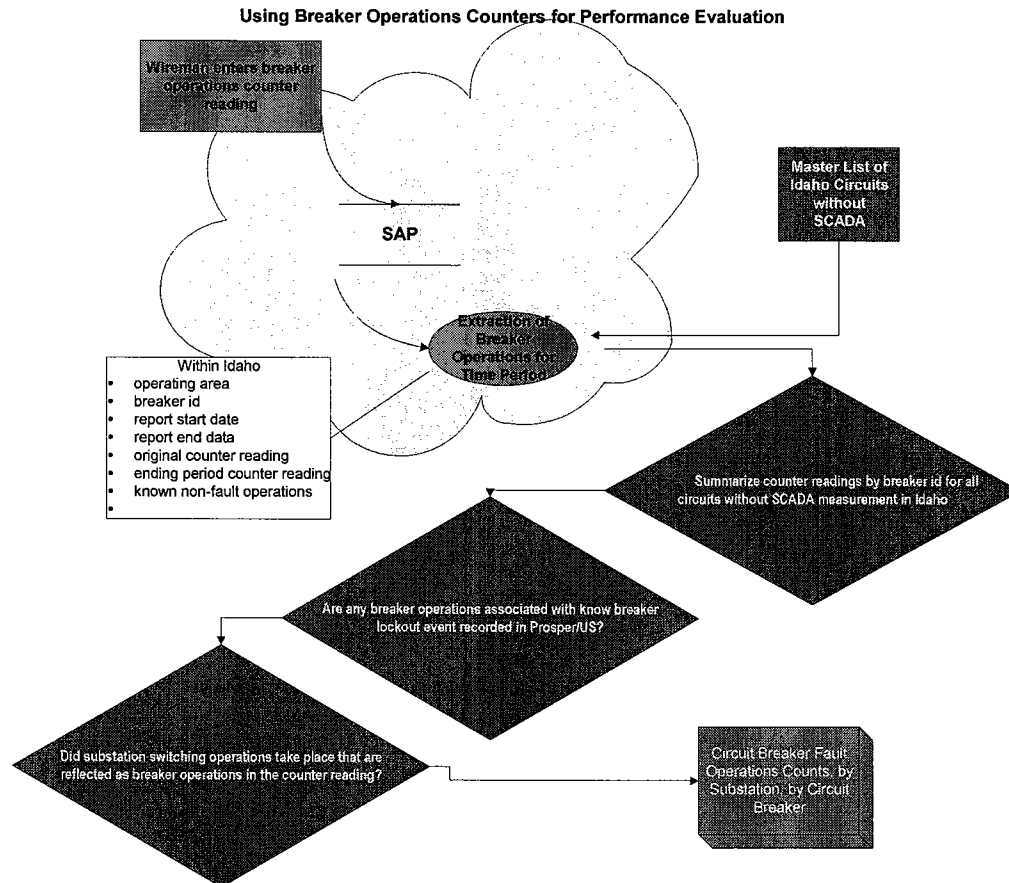 Using Breaker Operations Counters for Performance Evaluation
Wireman enters breaker
operations counter
reading
Master List of
Idaho Circuits
without
SCADA
SAP
Extraction of
Breaker
Operations for
Time Period
Within Idaho
• operating area
• breaker id
• report start date
• report end data
• original counter reading
• ending period counter reading
• known non-fault operations
•
Summarize counter readings by breaker id for all
circuits without SCADA measurement in Idaho
Are any breaker operations associated with know breaker
lockout event recorded in Prosper/US?
Did substation switching operations take place that are
reflected as breaker operations in the counter reading?
Circuit Breaker Fault
Operations Counts, by
Substation, by Circuit
Breaker